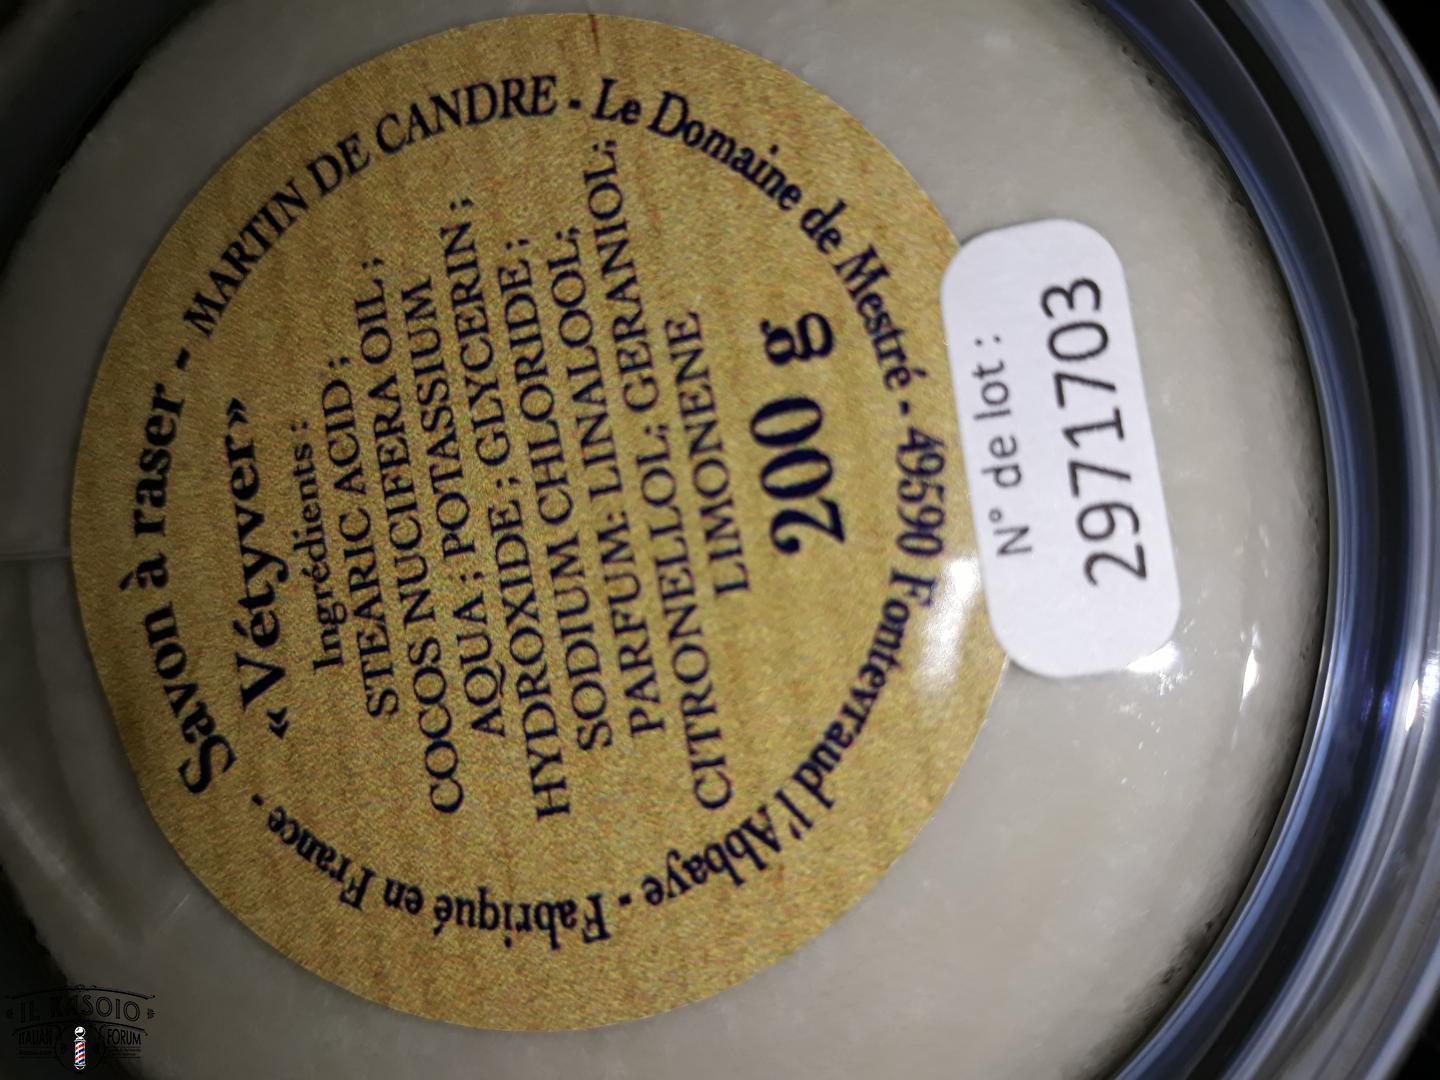 Savon à raser - MARTIN DE CANDRE - Le Domaine de Mestré - 49590 Fontevraud l'Abbaye - Fabriqué en France -
« Vétyver»
Ingrédients :
STEARIC ACID ;
COCOS NUCIFERA OIL ;
AQUA ; POTASSIUM
HYDROXIDE ; GLYCERIN ;
SODIUM CHLORIDE ;
PARFUM: LINALOOL;
CITRONELLOL; GERANIOL;
LIMONENE
200 g
N° de lot :
2971703
IL RASOIO
ITALIAN FORUM